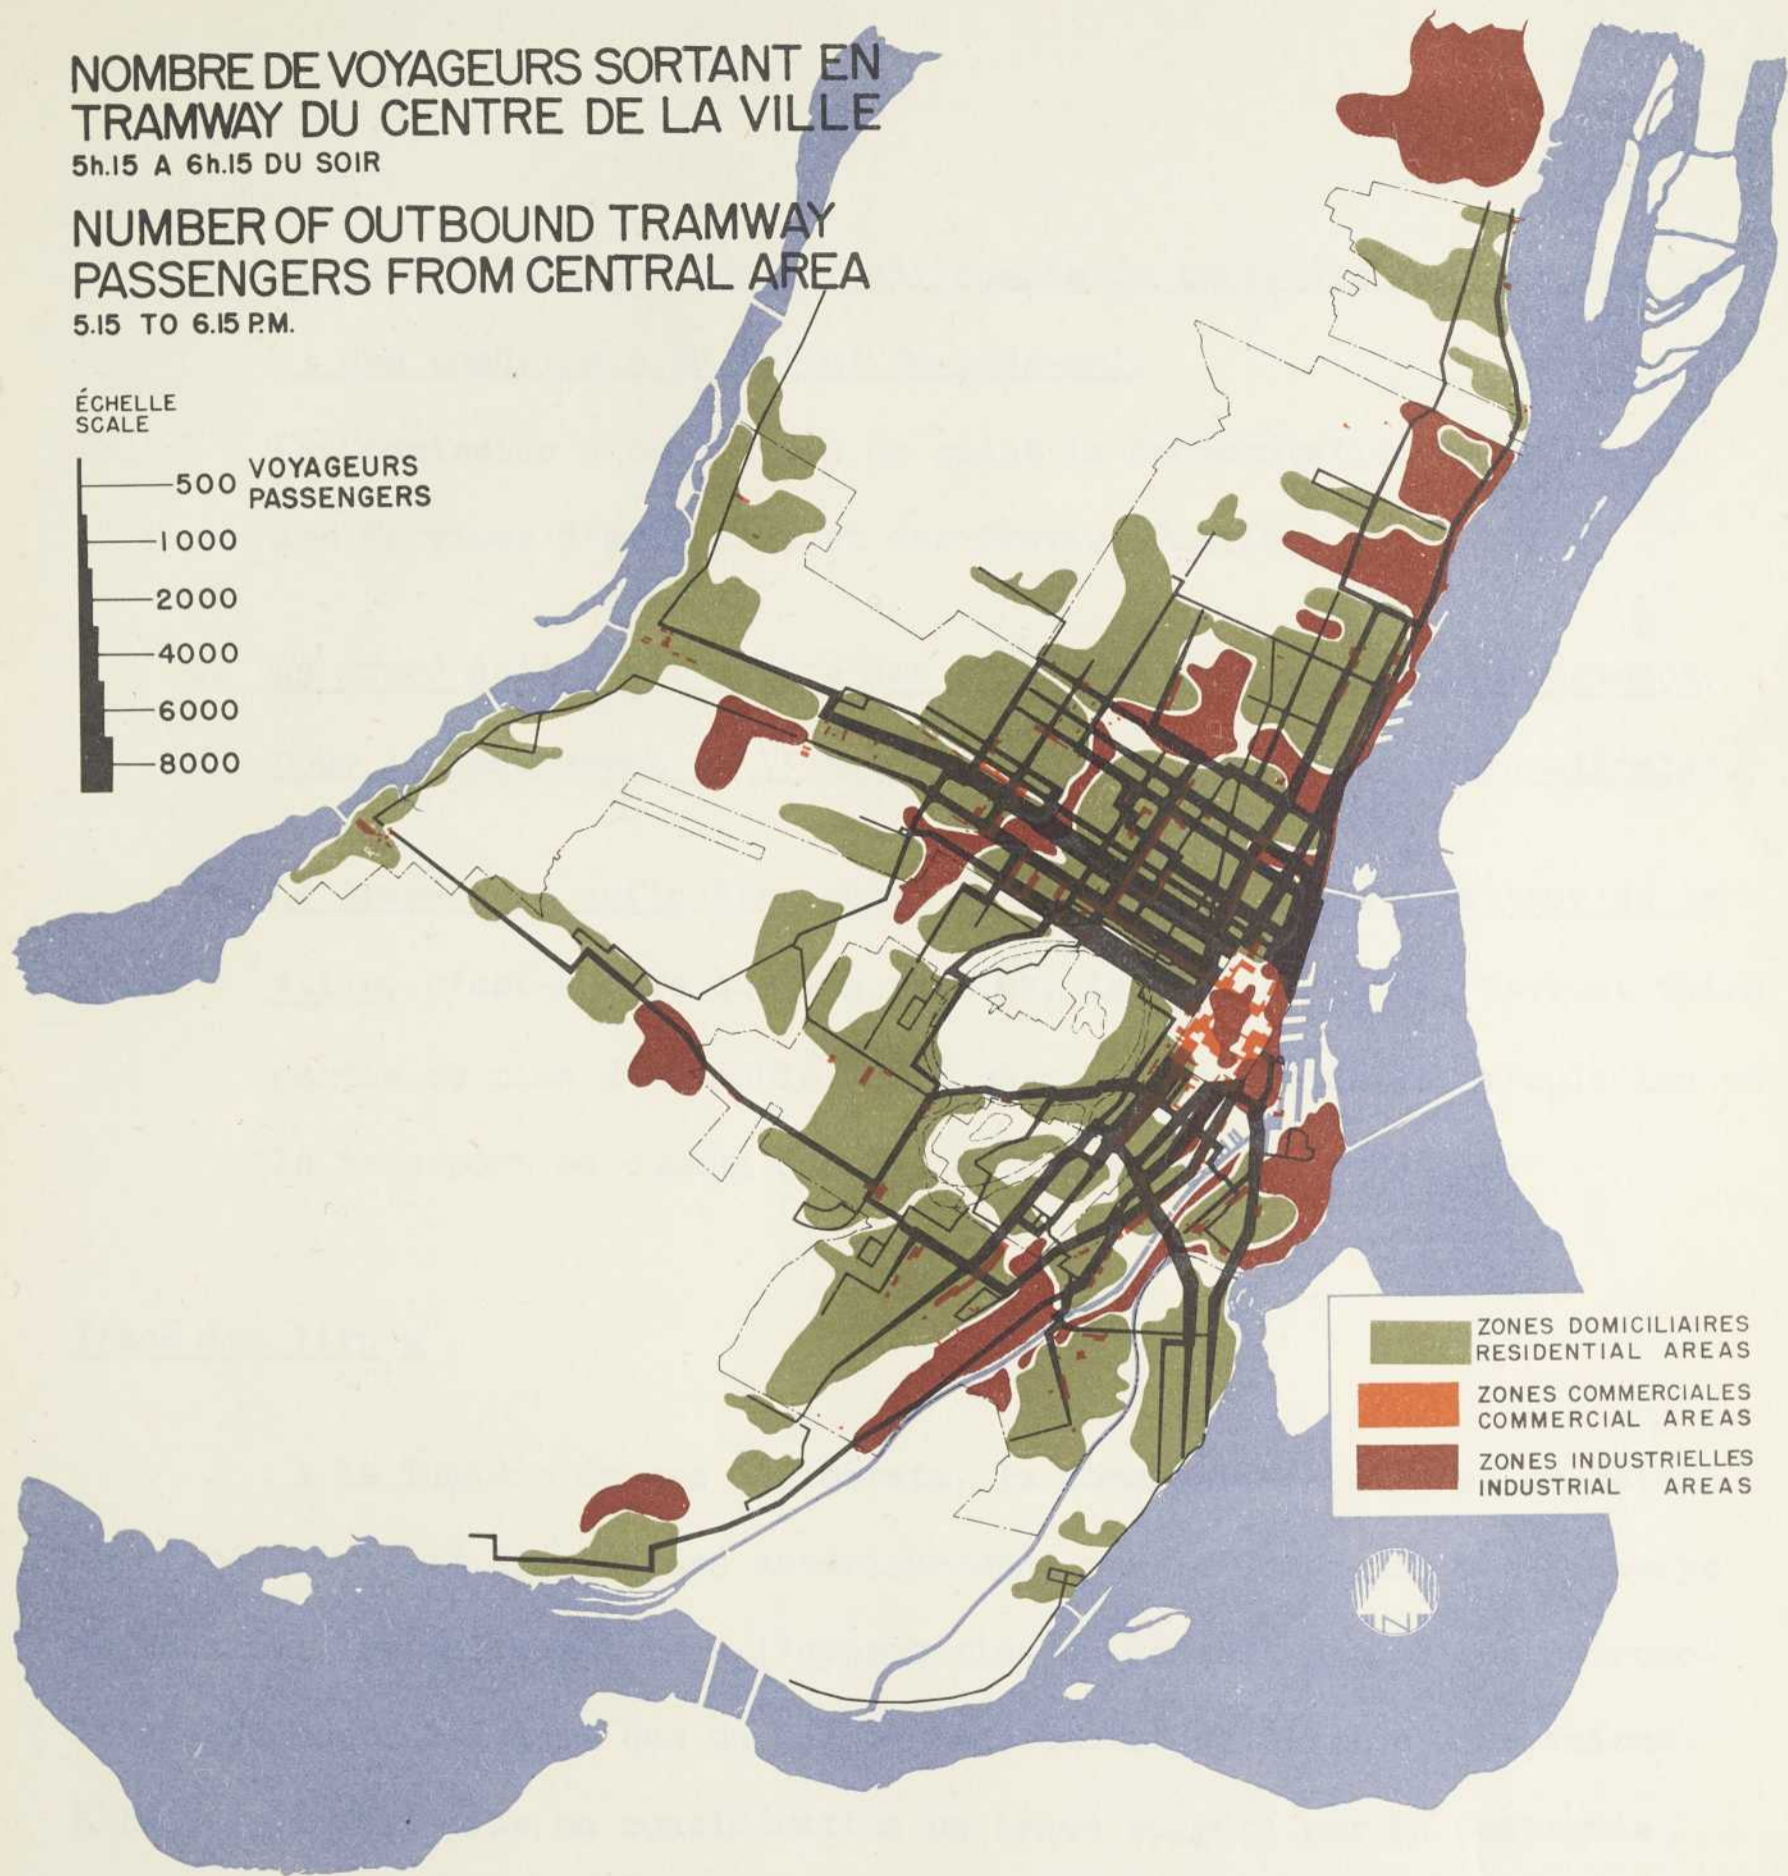 NOMBRE DE VOYAGEURS SORTANT EN
TRAMWAY DU CENTRE DE LA VILLE
5h.15 A 6h.15 DU SOIR
NUMBER OF OUTBOUND TRAMWAY
PASSENGERS FROM CENTRAL AREA
5.15 TO 6.15 P.M.
ÉCHELLE
SCALE
500 VOYAGEURS
PASSENGERS
1000
2000
4000
6000
8000
ZONES DOMICILIAIRES
RESIDENTIAL AREAS
ZONES COMMERCIALES
COMMERCIAL AREAS
ZONES INDUSTRIELLES
INDUSTRIAL AREAS
N